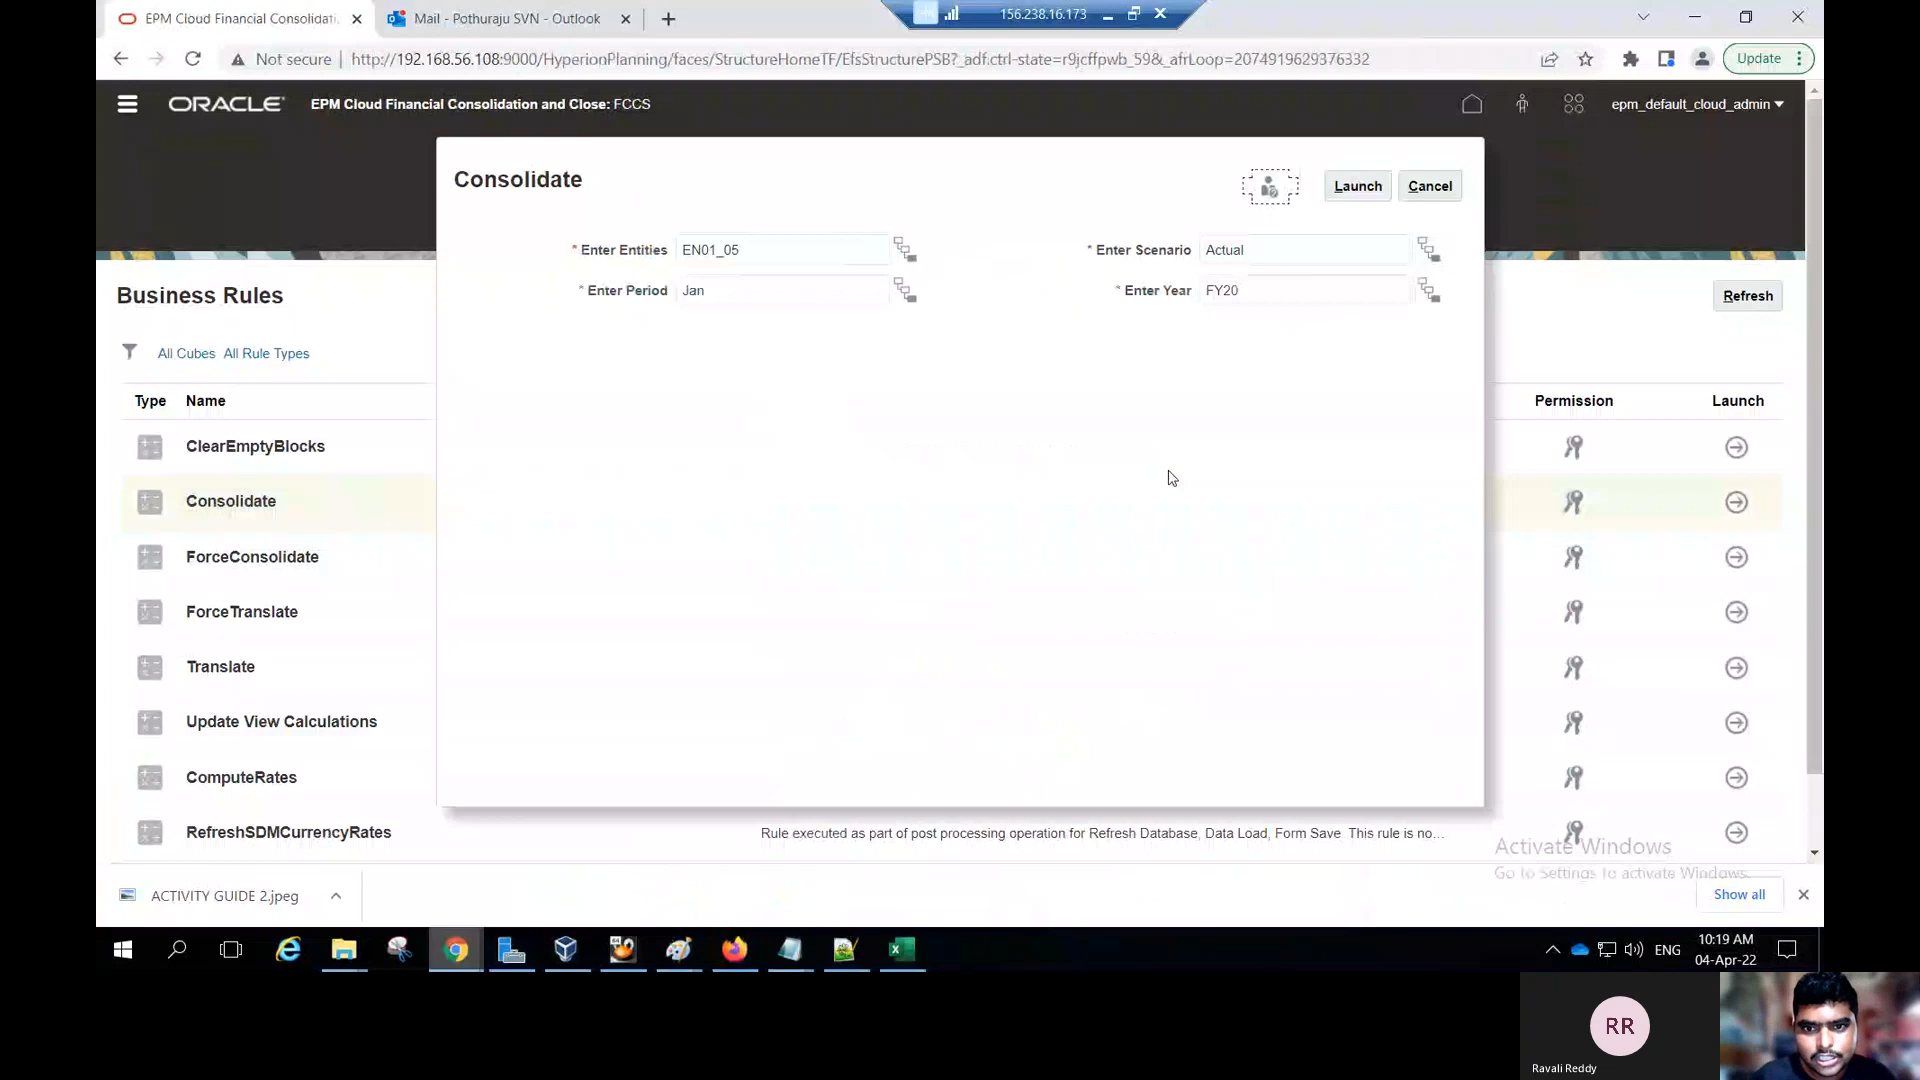 EPM Cloud Financial Consolidati
Mail - Pothuraju SVN - Outlook
156.238.16.173
Not secure
http://192.168.56.108:9000/HyperionPlanning/faces/StructureHomeTF/EfsStructurePSB?_adf.ctrl-state=r9jcffpwb_59&_afrLoop=2074919629376332
Update
ORACLE
EPM Cloud Financial Consolidation and Close: FCCS
epm_default_cloud_admin
Consolidate
Launch
Cancel
* Enter Entities EN01_05
* Enter Scenario Actual
* Enter Period Jan
* Enter Year FY20
Business Rules
Refresh
All Cubes All Rule Types
Type Name Permission Launch
ClearEmptyBlocks
Consolidate
ForceConsolidate
ForceTranslate
Translate
Update View Calculations
ComputeRates
RefreshSDMCurrencyRates
Rule executed as part of post processing operation for Refresh Database, Data Load, Form Save This rule is no...
Activate Windows
Go to Settings to activate Windows.
ACTIVITY GUIDE 2.jpeg
Show all
ENG
10:19 AM
04-Apr-22
RR
Ravali Reddy